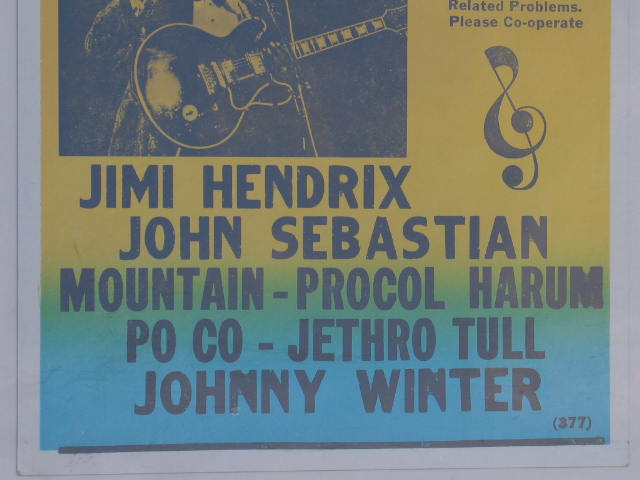 Related Problems.
Please Co-operate
JIMI HENDRIX
JOHN SEBASTIAN
MOUNTAIN - PROCOL HARUM
PO CO - JETHRO TULL
JOHNNY WINTER
(377)